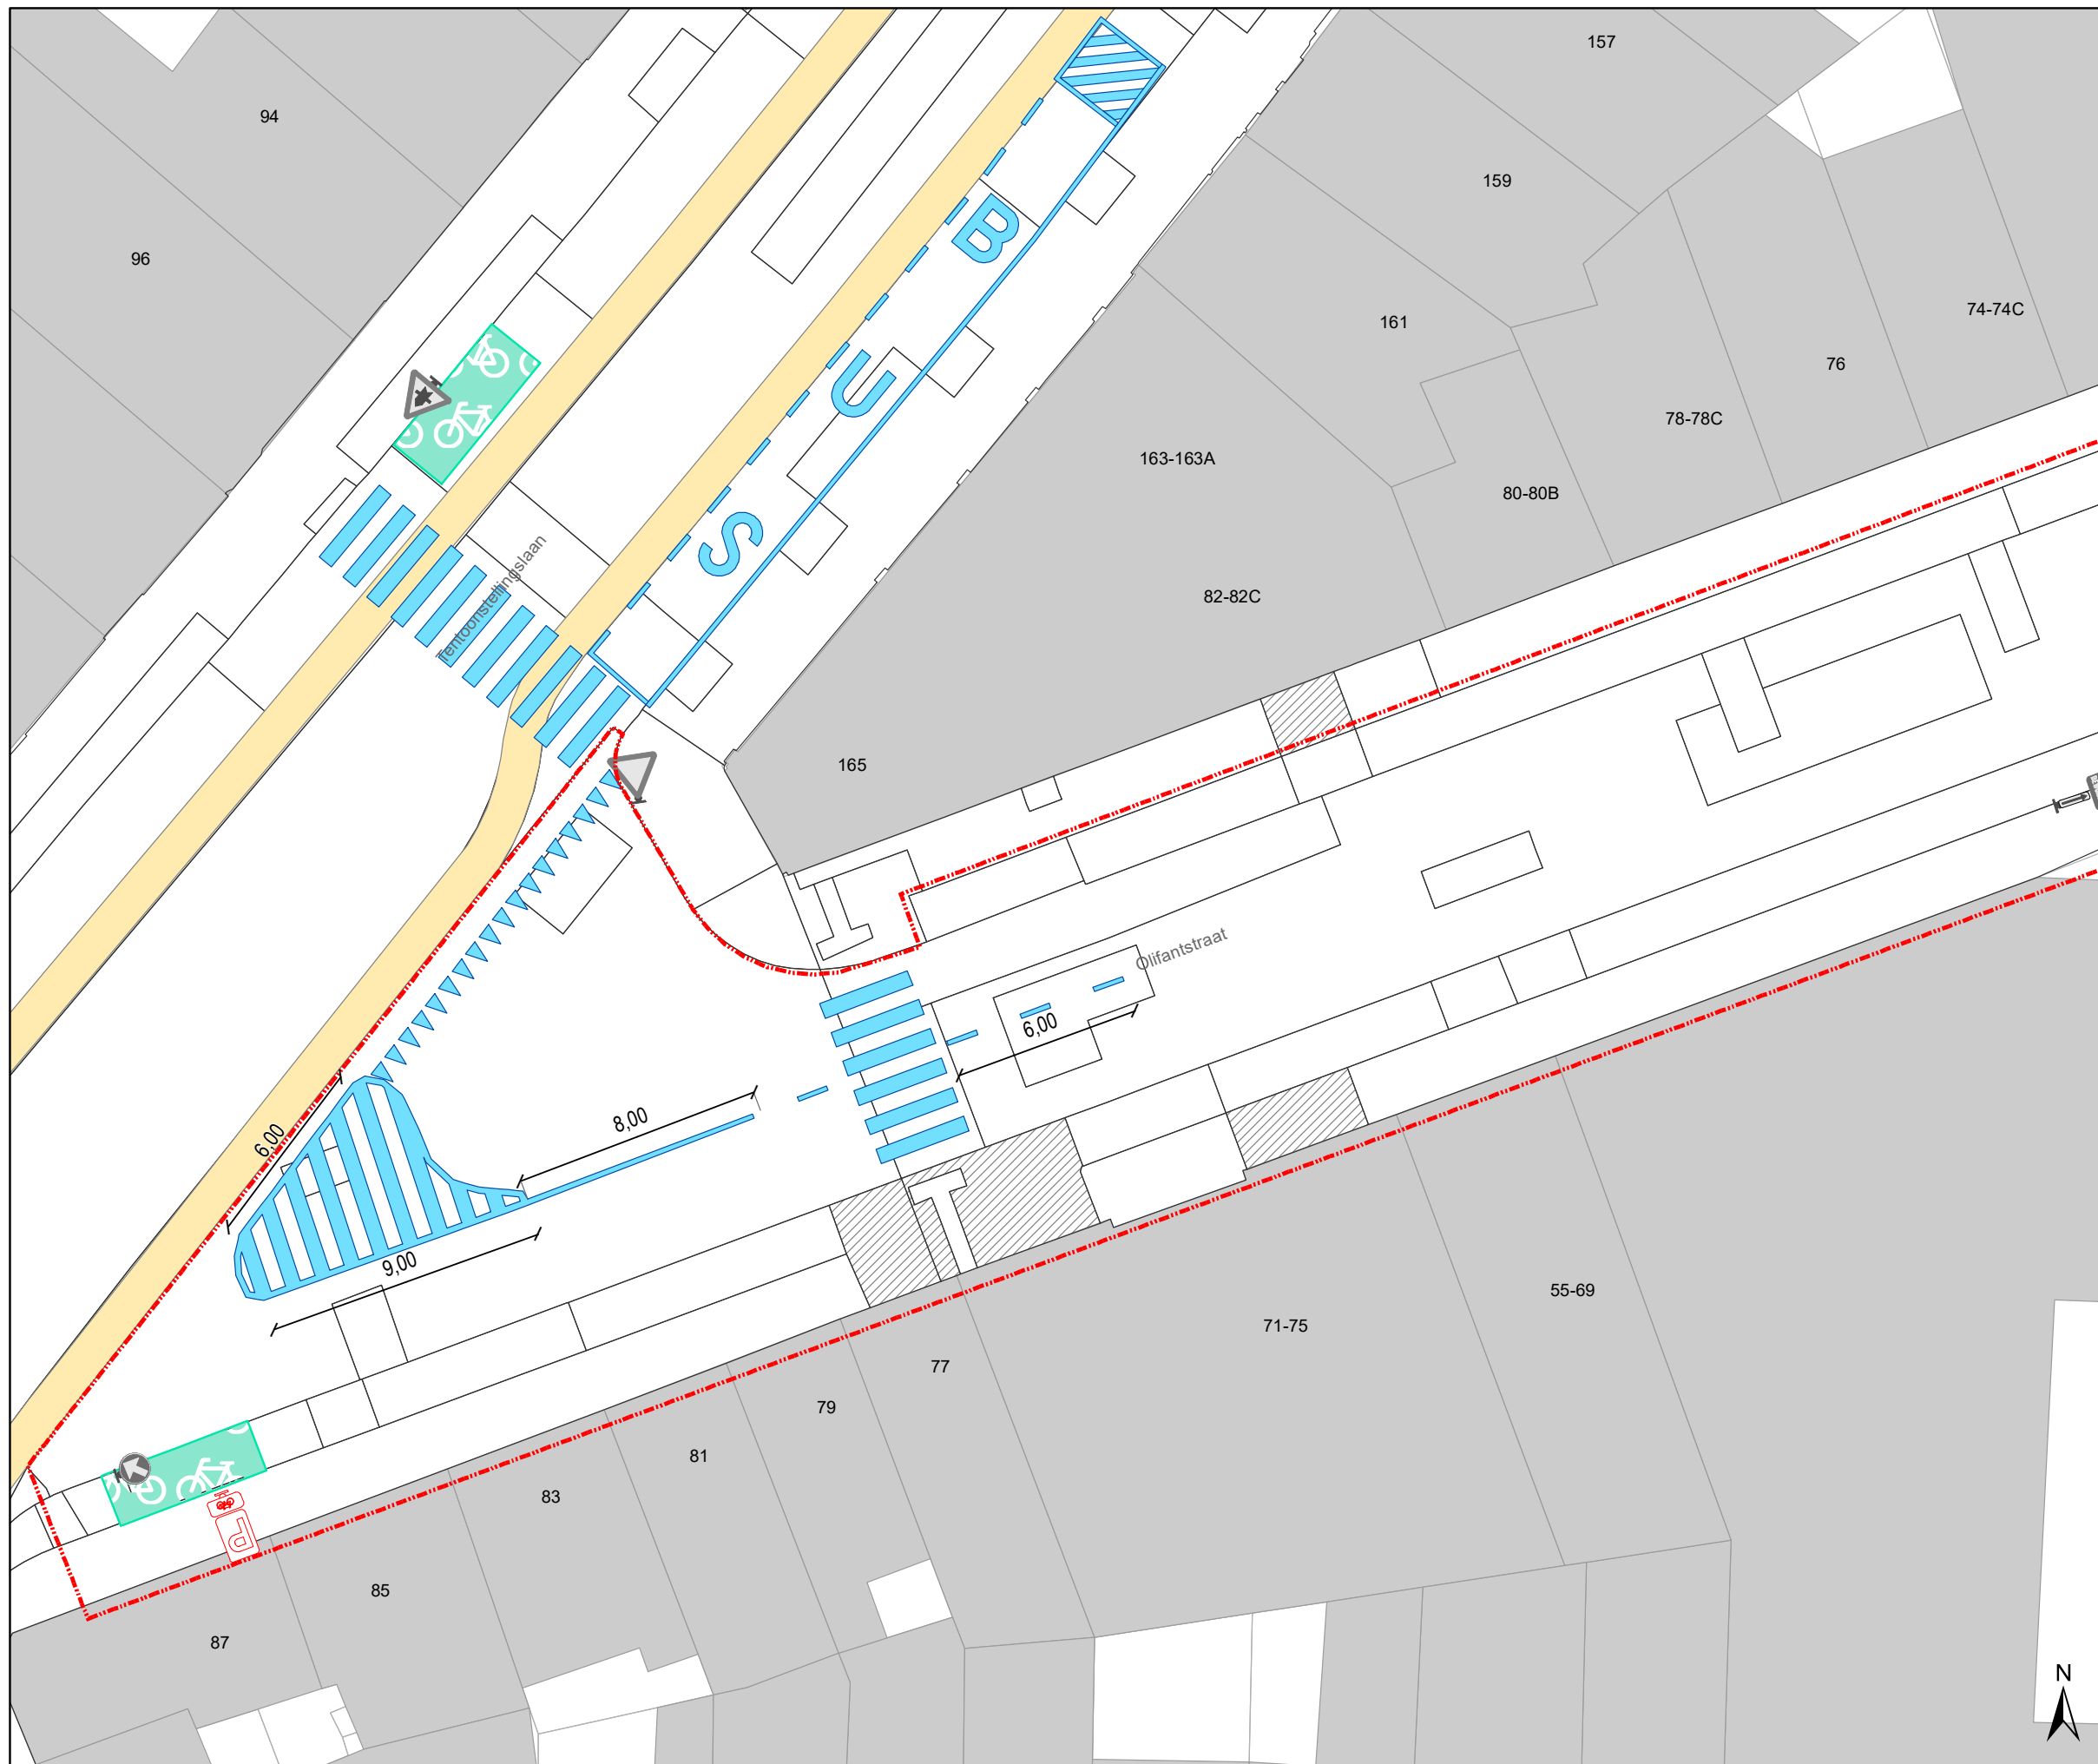 157
94
159
96
B
74-74C
161
76
U
78-78C
163-163A
80-80B
S
Tentoonstellingslaan
82-82C
165
Olifantstraat
6,00
8,00
6,00
9,00
55-69
71-75
77
79
81
83
P
85
87
N